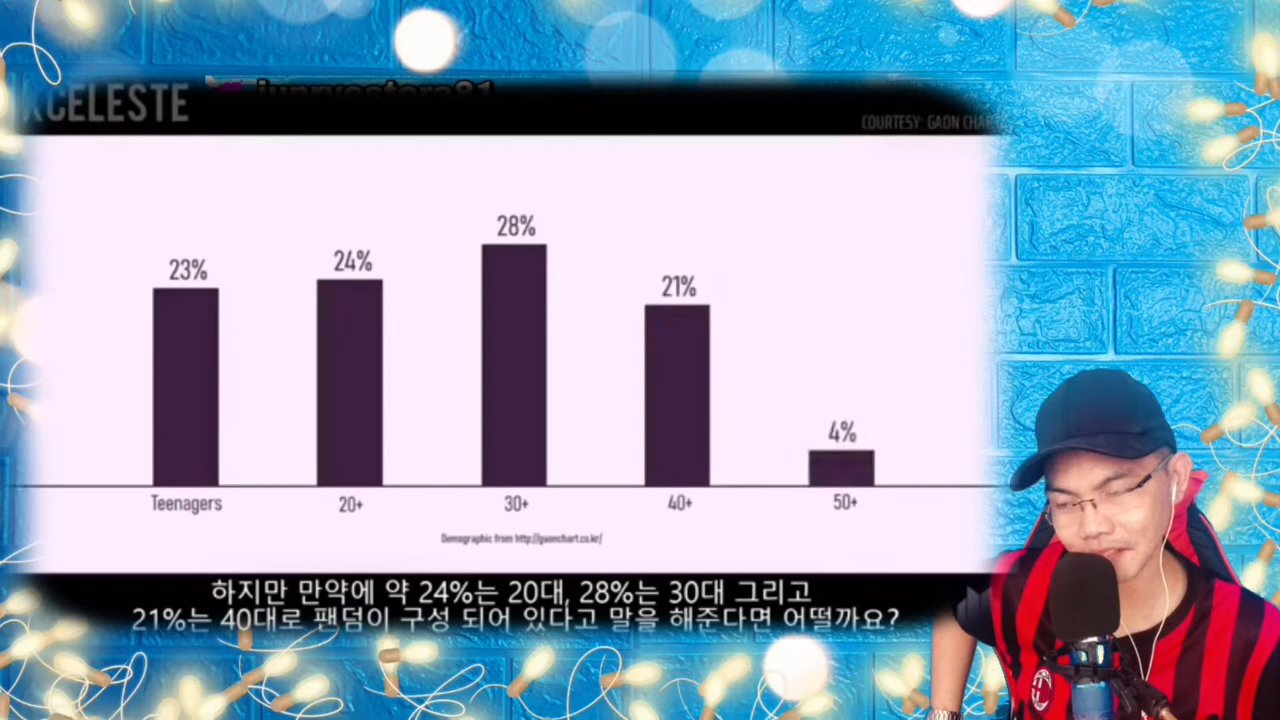 junryvetera81
CELESTE
COURTESY: GAON CHART
28%
24%
23%
21%
4%
Teenagers 20+ 30+ 40+ 50+
Demographic from http://gaonchart.co.kr/
하지만 만약에 약 24%는 20대, 28%는 30대 그리고
21%는 40대로 팬덤이 구성 되어 있다고 말을 해준다면 어떨까요?